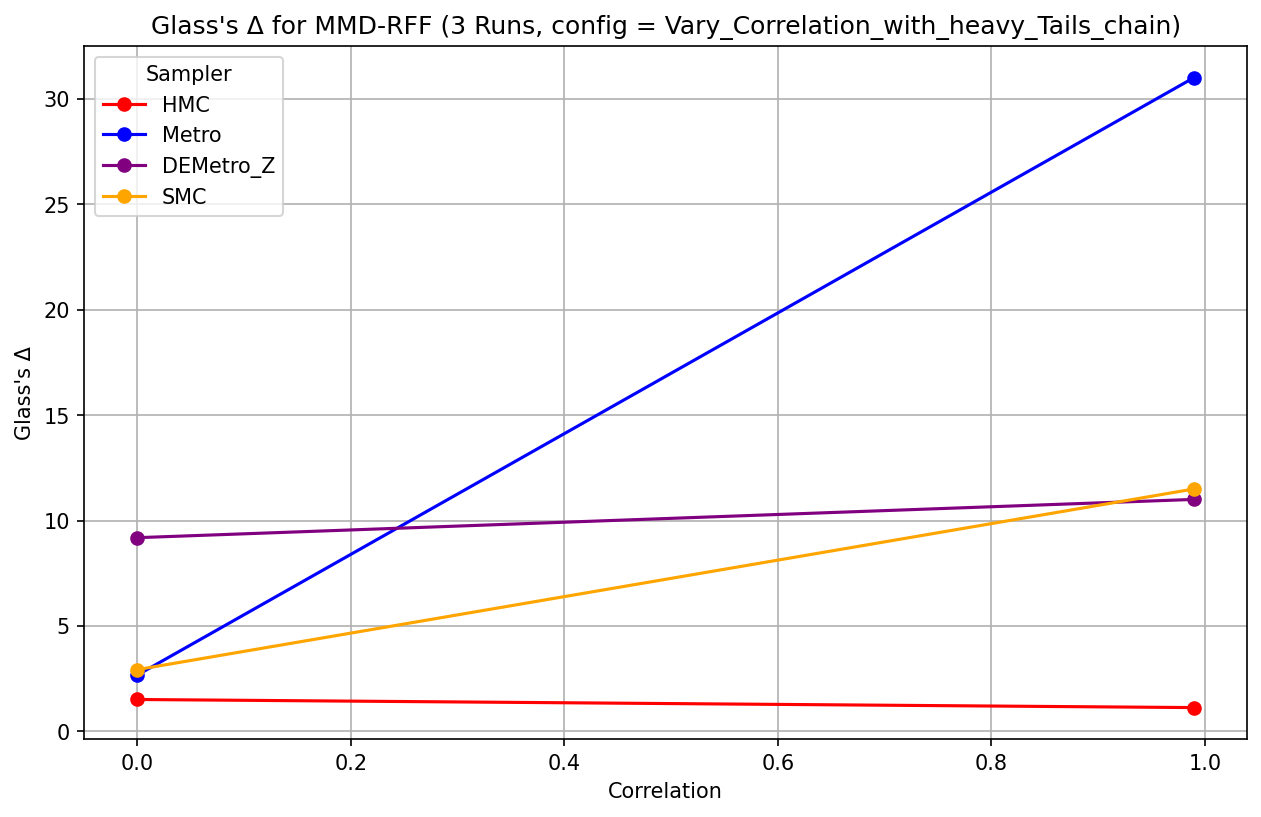 Glass's Δ for MMD-RFF (3 Runs, config = Vary_Correlation_with_heavy_Tails_chain)
Sampler
HMC
Metro
DEMetro_Z
SMC
Glass's Δ
30
25
20
15
10
5
0
0.0 0.2 0.4 0.6 0.8 1.0
Correlation